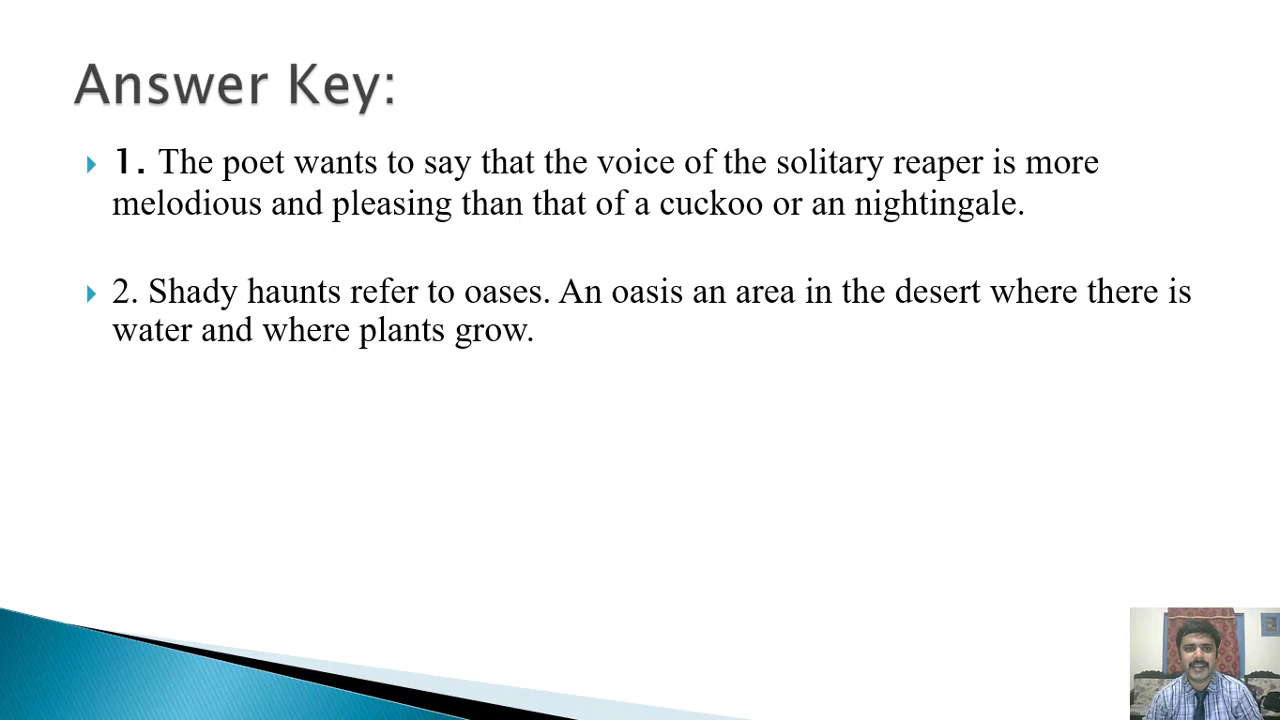 Answer Key:
1. The poet wants to say that the voice of the solitary reaper is more
melodious and pleasing than that of a cuckoo or an nightingale.
2. Shady haunts refer to oases. An oasis an area in the desert where there is
water and where plants grow.